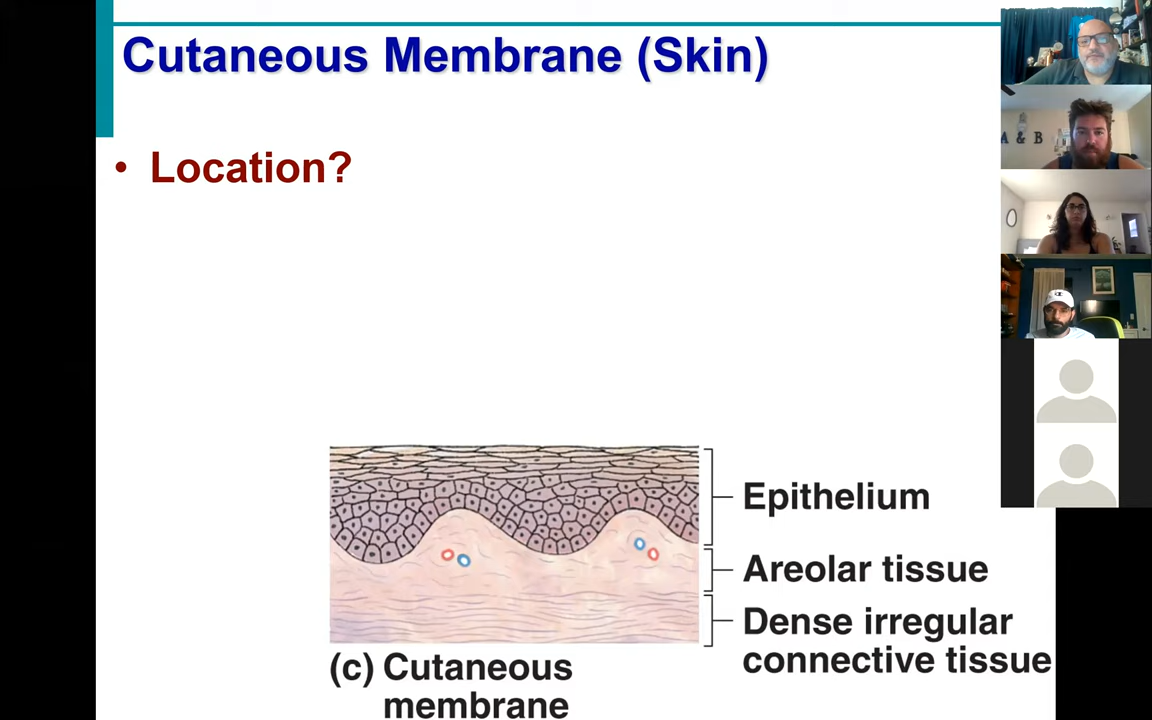 Cutaneous Membrane (Skin)
• Location?
Epithelium
Areolar tissue
Dense irregular
connective tissue
(c) Cutaneous
membrane
A & B